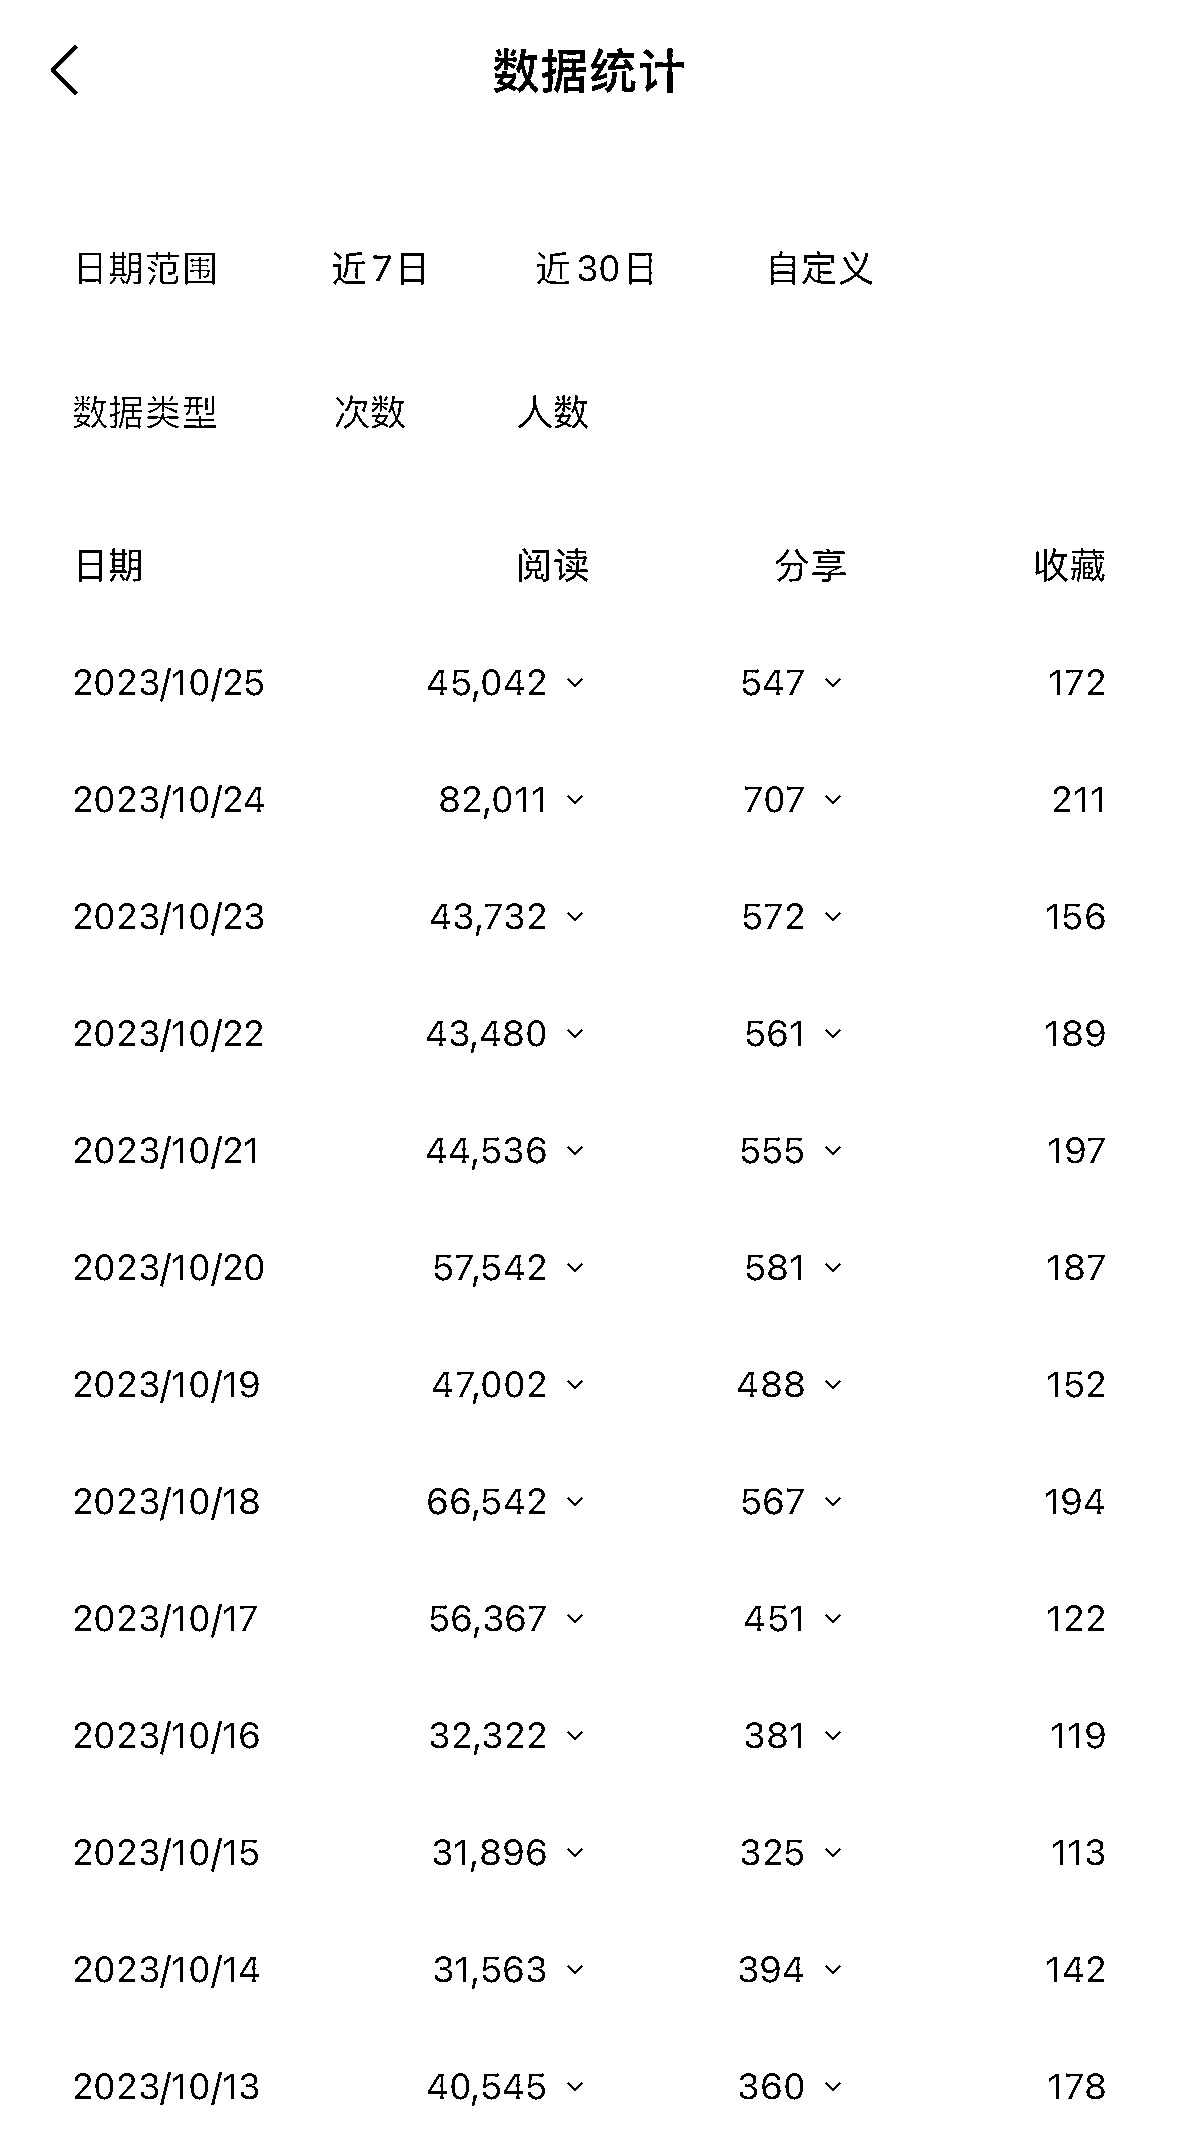 数据统计
日期范围 近7日 近30日 自定义
数据类型 次数 人数
日期 阅读 分享 收藏
2023/10/25 45,042 547 172
2023/10/24 82,011 707 211
2023/10/23 43,732 572 156
2023/10/22 43,480 561 189
2023/10/21 44,536 555 197
2023/10/20 57,542 581 187
2023/10/19 47,002 488 152
2023/10/18 66,542 567 194
2023/10/17 56,367 451 122
2023/10/16 32,322 381 119
2023/10/15 31,896 325 113
2023/10/14 31,563 394 142
2023/10/13 40,545 360 178